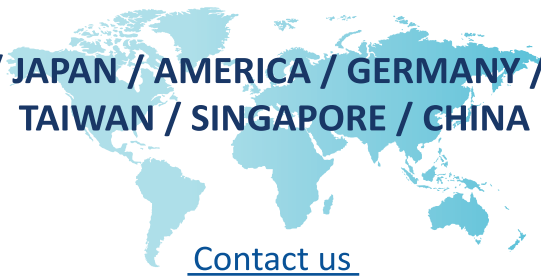 / JAPAN / AMERICA / GERMANY /
TAIWAN / SINGAPORE / CHINA
Contact us